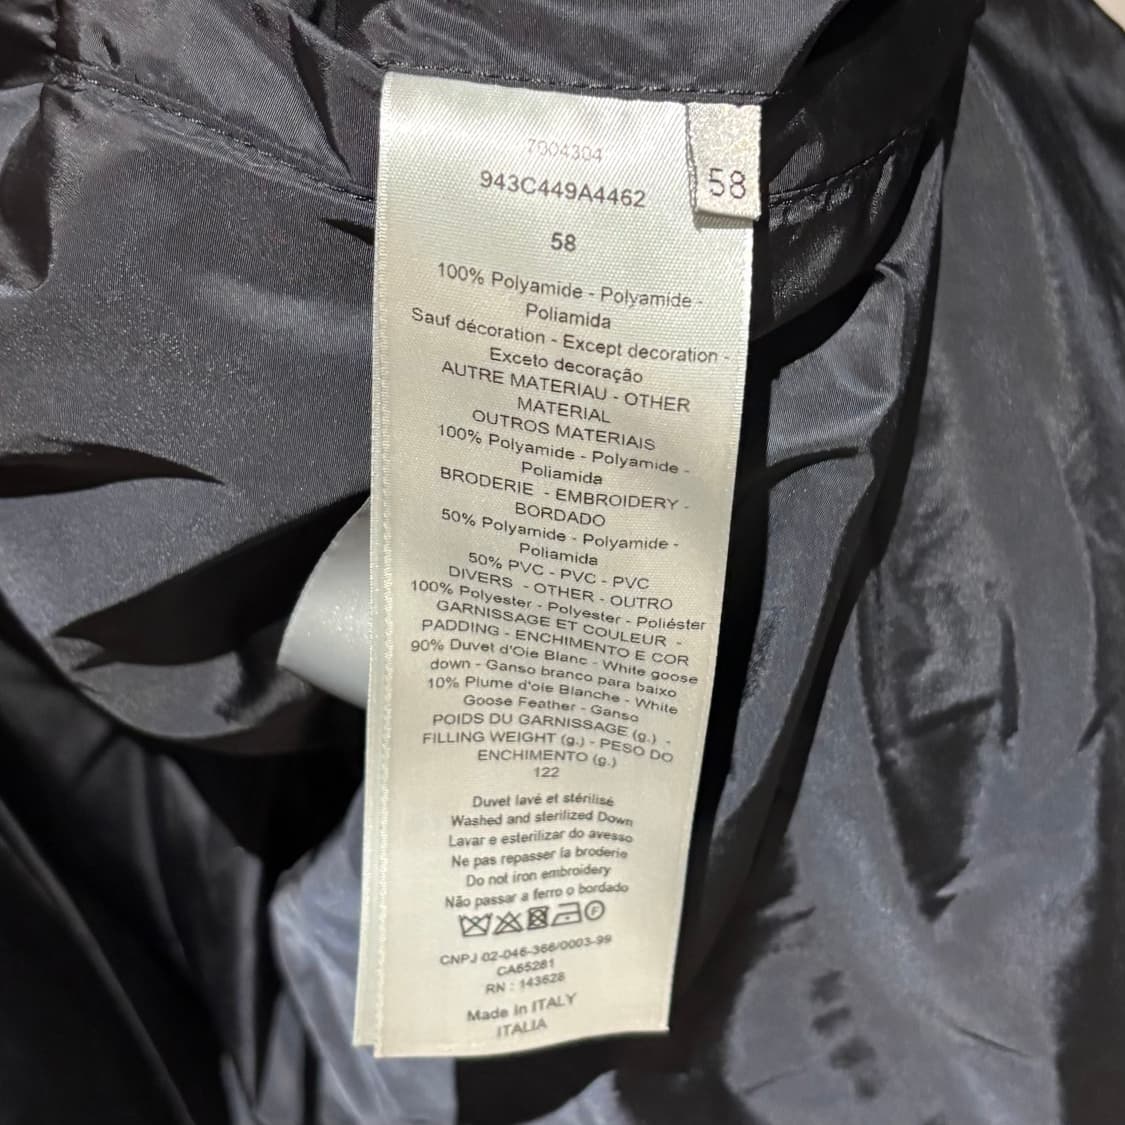 7004304
943C449A4462
58
58
100% Polyamide - Polyamide -
Poliamida
Sauf décoration - Except decoration -
Exceto decoração
AUTRE MATERIAU - OTHER
MATERIAL
OUTROS MATERIAIS
100% Polyamide - Polyamide -
Poliamida
BRODERIE - EMBROIDERY -
BORDADO
50% Polyamide - Polyamide -
Poliamida
50% PVC - PVC - PVC
DIVERS - OTHER - OUTRO
100% Polyester - Polyester - Poliéster
GARNISSAGE ET COULEUR -
PADDING - ENCHIMENTO E COR
90% Duvet d'Oie Blanc - White goose
down - Ganso branco para baixo
10% Plume d'oie Blanche - White
Goose Feather - Ganso
POIDS DU GARNISSAGE (g.) -
FILLING WEIGHT (g.) - PESO DO
ENCHIMENTO (g.)
122
Duvet lavé et stérilisé
Washed and sterilized Down
Lavar e esterilizar do avesso
Ne pas repasser la broderie
Do not iron embroidery
Não passar a ferro o bordado
F
CNPJ 02-046-366/0003-99
CA65281
RN : 143628
Made in ITALY
ITALIA